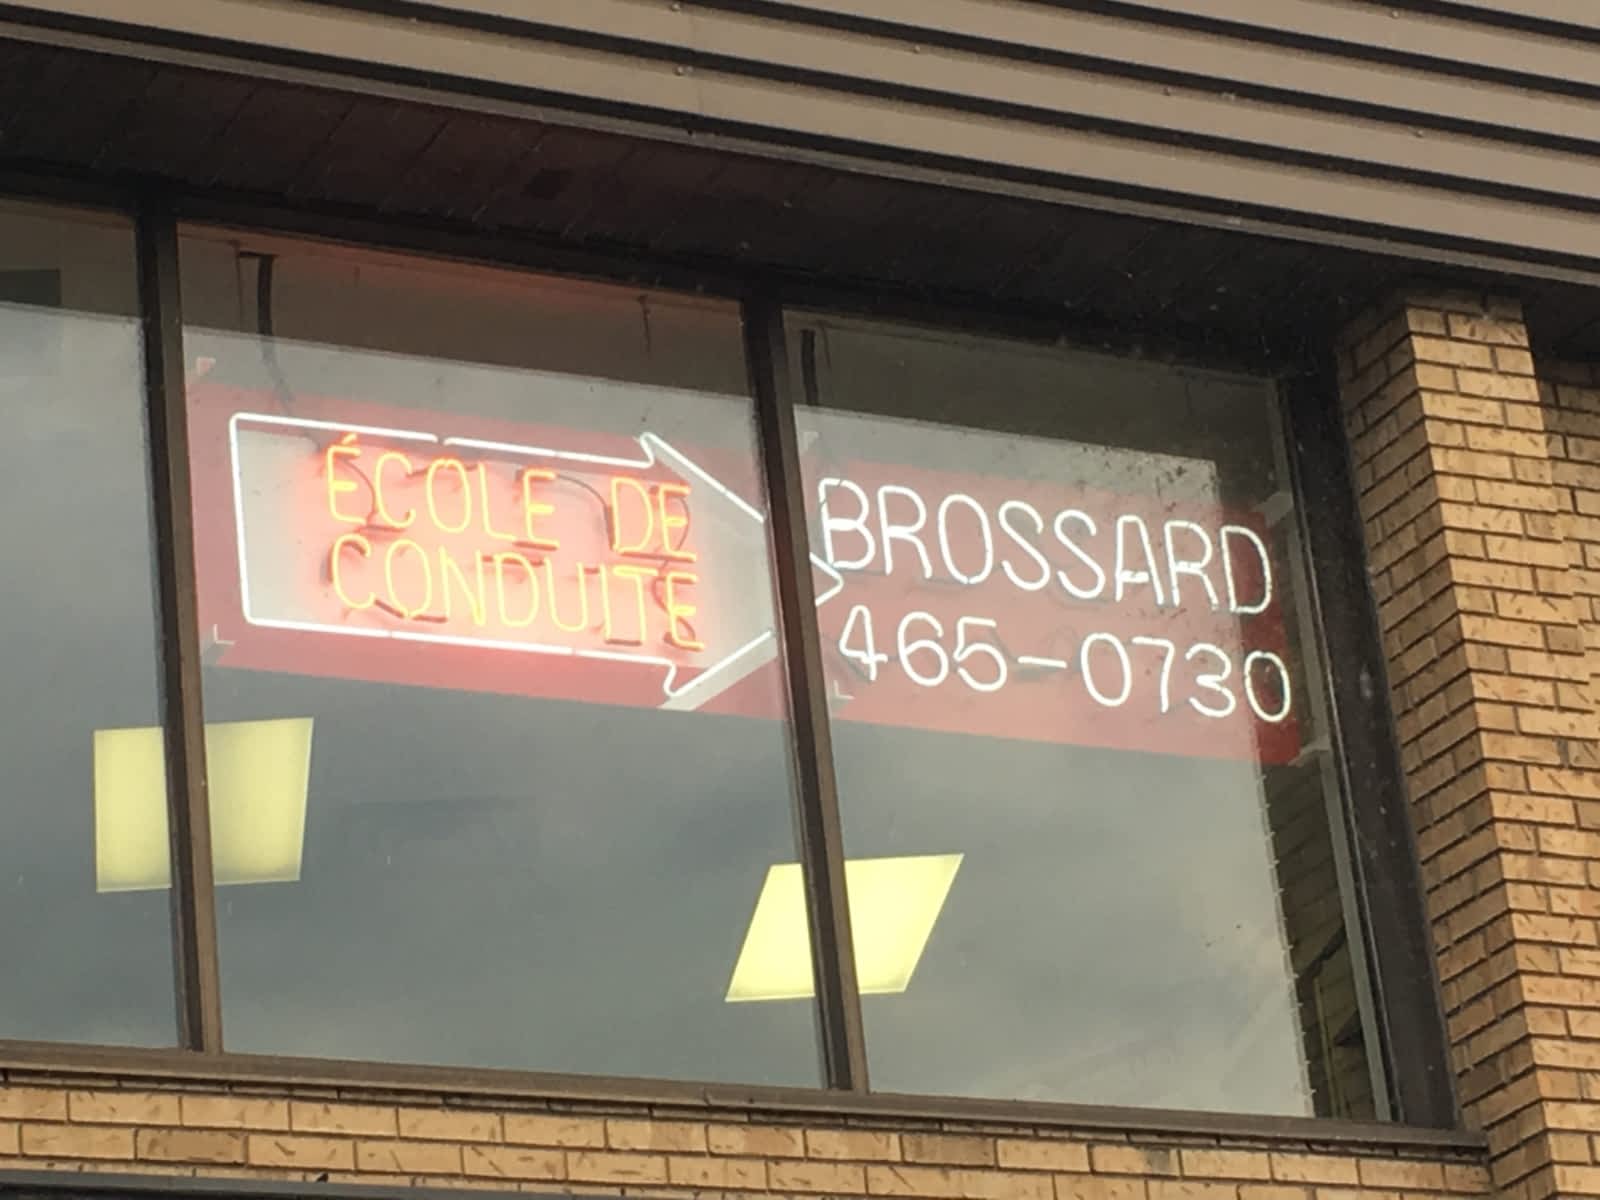 ÉCOLE DE
CONDUITE
BROSSARD
465-0730